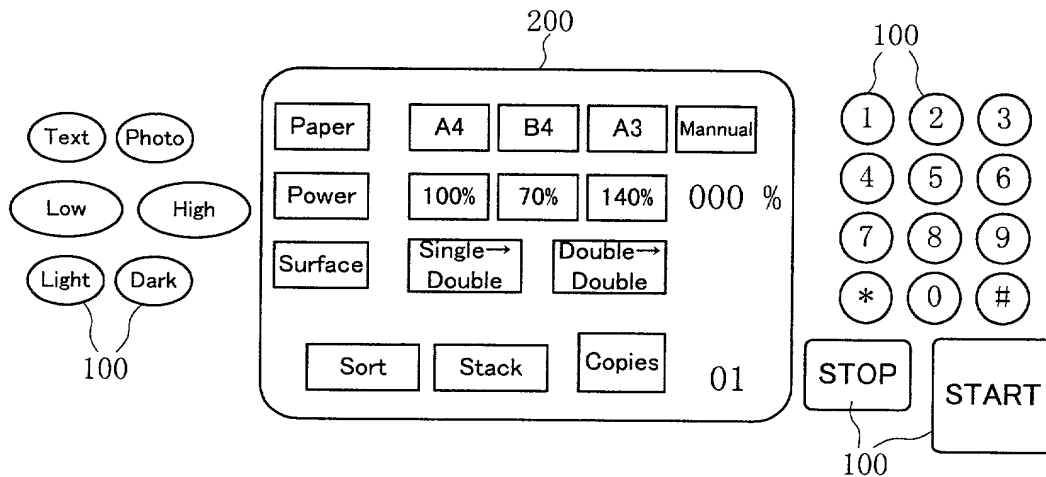 200
100
Text
Photo
Low
High
Light
Dark
100
Paper
A4
B4
A3
Mannual
Power
100%
70%
140%
000 %
Surface
Single→
Double
Double→
Double
Sort
Stack
Copies
01
1
2
3
4
5
6
7
8
9
*
0
#
STOP
START
100